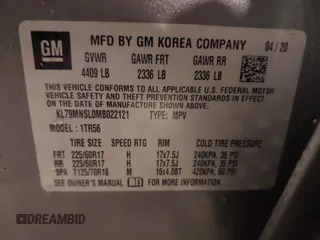 GM
MFD BY GM KOREA COMPANY 04/20
GVWR GAWR FRT GAWR RR
4409 LB 2336 LB 2336 LB
THIS VEHICLE CONFORMS TO ALL APPLICABLE U.S. FEDERAL MOTOR
VEHICLE SAFETY AND THEFT PREVENTION STANDARDS IN EFFECT ON THE
DATE OF MANUFACTURE SHOWN ABOVE.
KL79MNSL0MB022121 TYPE: MPV
MODEL: 1TR56
TIRE SIZE SPEED RTG RIM COLD TIRE PRESSURE
FRT 225/60R17 H 17x7.5J 240KPA, 35 PSI
RR 225/60R17 H 17x7.5J 240KPA, 35 PSI
SPA T125/70R16 M 16x4.0BT 420KPA, 60 PSI
SEE OWNER'S MANUAL
DREAMBID